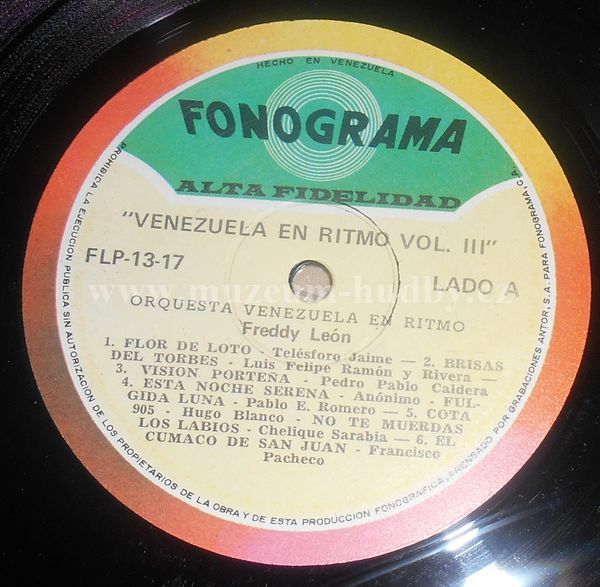 HECHO EN VENEZUELA
FONOGRAMA
ALTA FIDELIDAD
"VENEZUELA EN RITMO VOL. III"
FLP-13-17
LADO A
www.muzeum-hudby.cz
ORQUESTA VENEZUELA EN RITMO
Freddy León
1. FLOR DE LOTO - Telésforo Jaime — 2. BRISAS
DEL TORBES - Luis Felipe Ramón y Rivera —
3. VISION PORTEÑA - Pedro Pablo Caldera
4. ESTA NOCHE SERENA - Anónimo - FUL-
GIDA LUNA - Pablo E. Romero — 5. COTA
905 - Hugo Blanco - NO TE MUERDAS
LOS LABIOS - Chelique Sarabia — 6. EL
CUMACO DE SAN JUAN - Francisco
Pacheco
PROHIBICA LA EJECUCION PUBLICA SIN AUTORIZACION DE LOS PROPIETARIOS DE LA OBRA Y DE ESTA PRODUCCION FONOGRAFICA, PRENSADO POR GRABACIONES ANTOR, S.A. PARA FONOGRAMA, C.A.